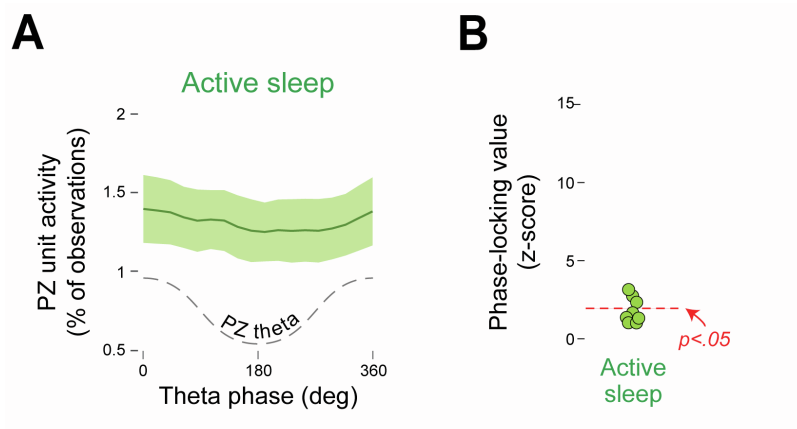 A
Active sleep
PZ unit activity
(% of observations)
2
1.5
1
0.5
PZ theta
0
180
360
Theta phase (deg)
B
Phase-locking value
(z-score)
15
10
5
0
p<.05
Active
sleep